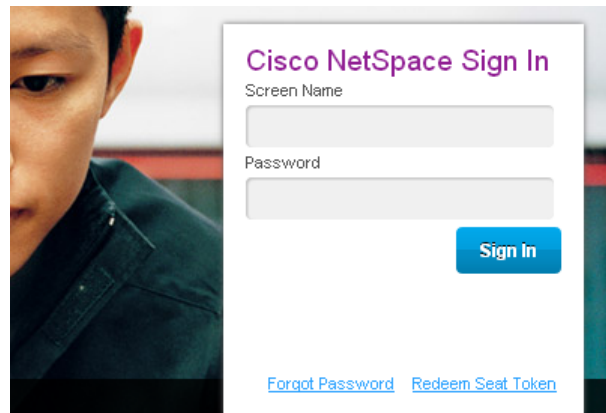 Cisco NetSpace Sign In
Screen Name
Password
Sign In
Forgot Password Redeem Seat Token